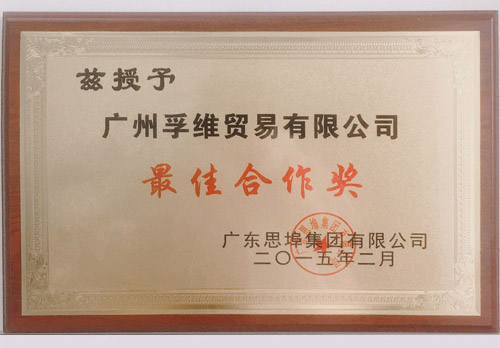 兹授予
广州孚维贸易有限公司
最佳合作奖
广东思埠集团有限公司
二〇一五年二月